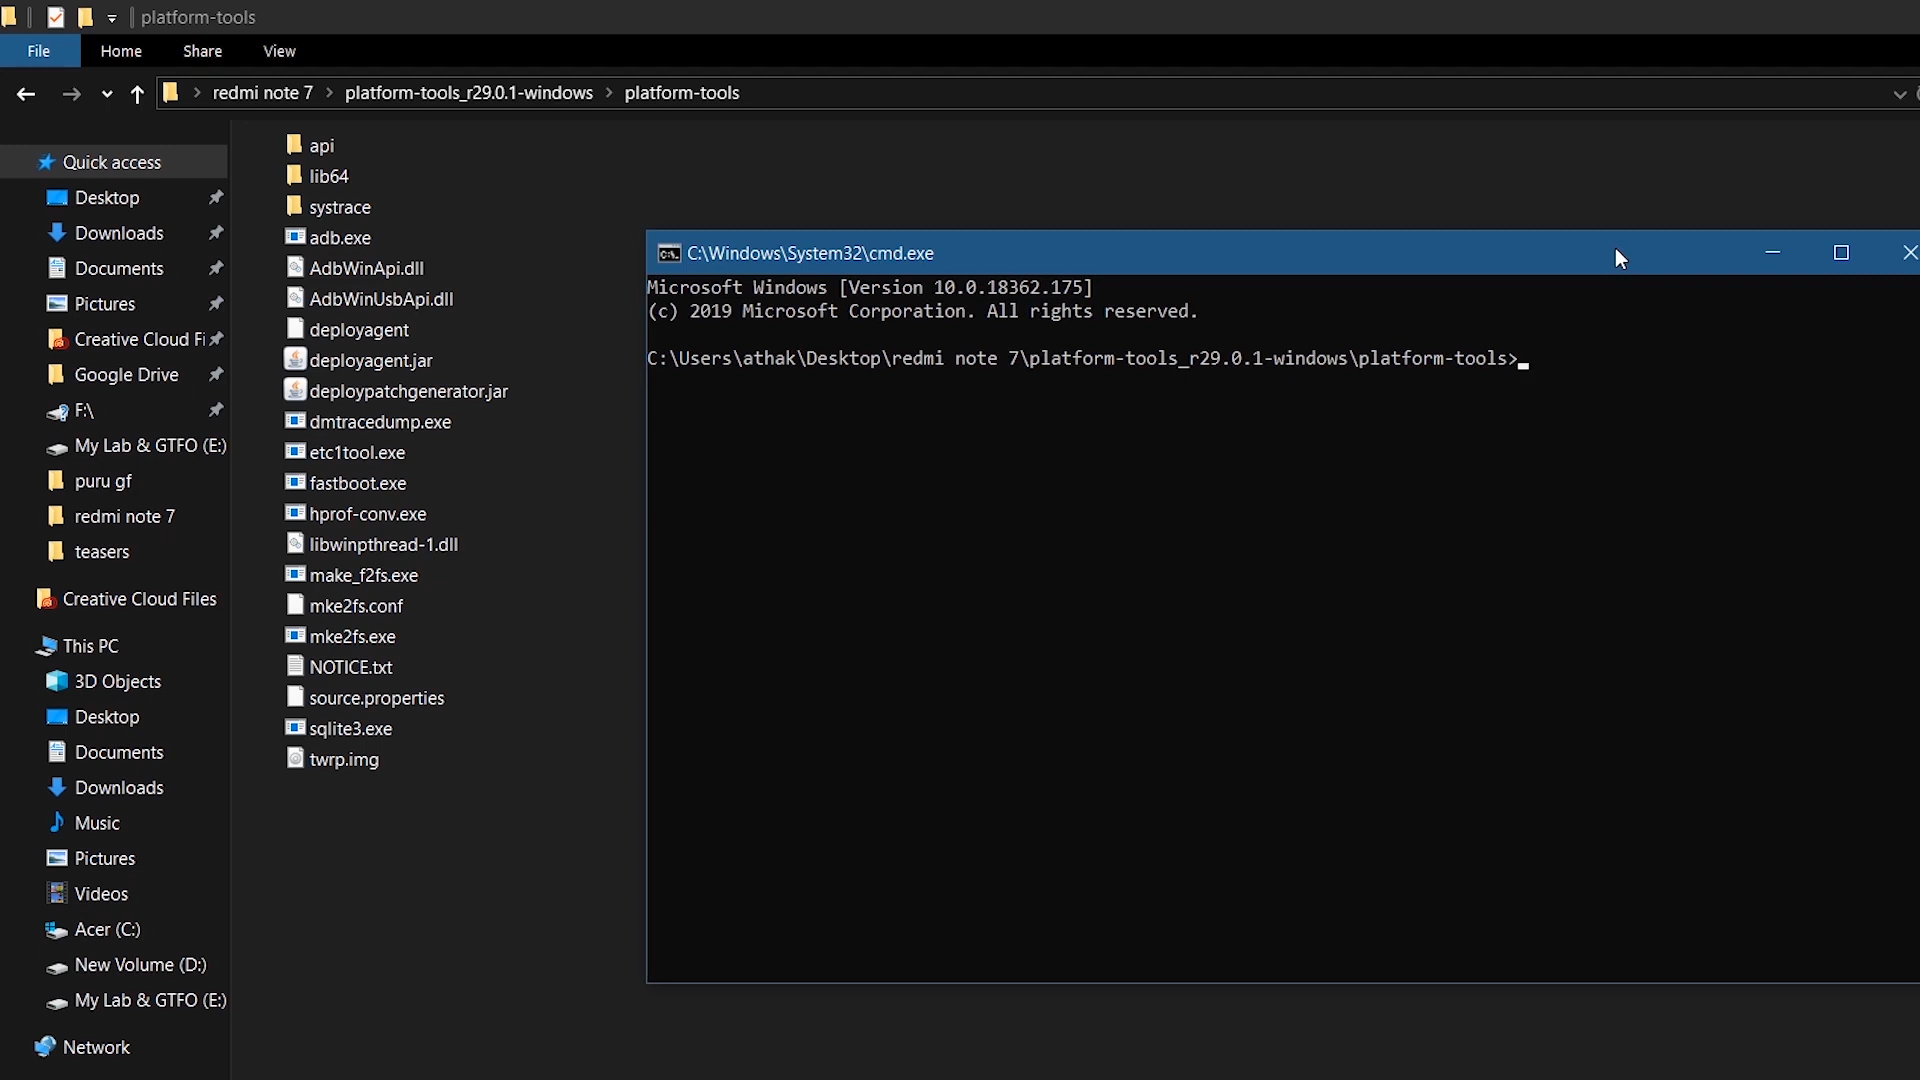 platform-tools
File Home Share View
redmi note 7 > platform-tools_r29.0.1-windows > platform-tools
Quick access
Desktop
Downloads
Documents
Pictures
Creative Cloud Fi
Google Drive
F:\
My Lab & GTFO (E:)
puru gf
redmi note 7
teasers
Creative Cloud Files
This PC
3D Objects
Desktop
Documents
Downloads
Music
Pictures
Videos
Acer (C:)
New Volume (D:)
My Lab & GTFO (E:)
Network
api
lib64
systrace
adb.exe
AdbWinApi.dll
AdbWinUsbApi.dll
deployagent
deployagent.jar
deploypatchgenerator.jar
dmtracedump.exe
etc1tool.exe
fastboot.exe
hprof-conv.exe
libwinpthread-1.dll
make_f2fs.exe
mke2fs.conf
mke2fs.exe
NOTICE.txt
source.properties
sqlite3.exe
twrp.img
C:\Windows\System32\cmd.exe
Microsoft Windows [Version 10.0.18362.175]
(c) 2019 Microsoft Corporation. All rights reserved.
C:\Users\athak\Desktop\redmi note 7\platform-tools_r29.0.1-windows\platform-tools>_